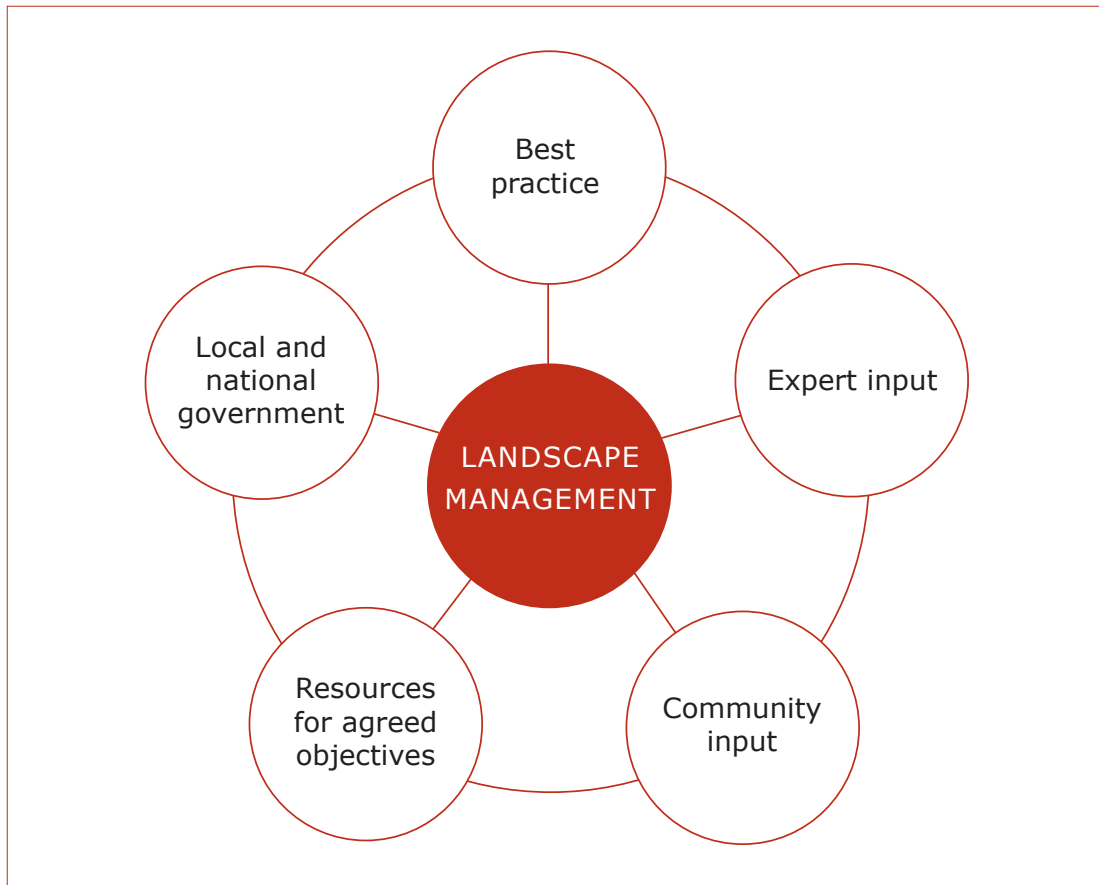 Best
practice
Local and
national
government
Expert input
LANDSCAPE
MANAGEMENT
Resources
for agreed
objectives
Community
input